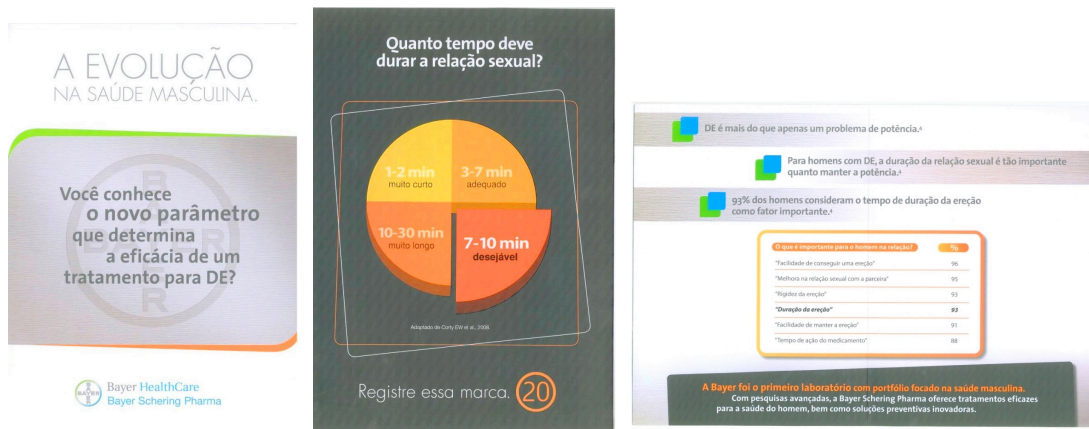 A EVOLUÇÃO
NA SAÚDE MASCULINA.
Você conhece
o novo parâmetro
que determina
a eficácia de um
tratamento para DE?
BAYER
BAYER
BAYER
Bayer HealthCare
Bayer Schering Pharma
Quanto tempo deve
durar a relação sexual?
1-2 min
muito curto
3-7 min
adequado
10-30 min
muito longo
7-10 min
desejável
Adaptado de Corty EW et al., 2008.
Registre essa marca. 20
DE é mais do que apenas um problema de potência.⁴
Para homens com DE, a duração da relação sexual é tão importante
quanto manter a potência.⁴
93% dos homens consideram o tempo de duração da ereção
como fator importante.⁴
O que é importante para o homem na relação? %
"Facilidade de conseguir uma ereção" 96
"Melhora na relação sexual com a parceira" 95
"Rigidez da ereção" 93
"Duração da ereção" 93
"Facilidade de manter a ereção" 91
"Tempo de ação do medicamento" 88
A Bayer foi o primeiro laboratório com portfólio focado na saúde masculina.
Com pesquisas avançadas, a Bayer Schering Pharma oferece tratamentos eficazes
para a saúde do homem, bem como soluções preventivas inovadoras.